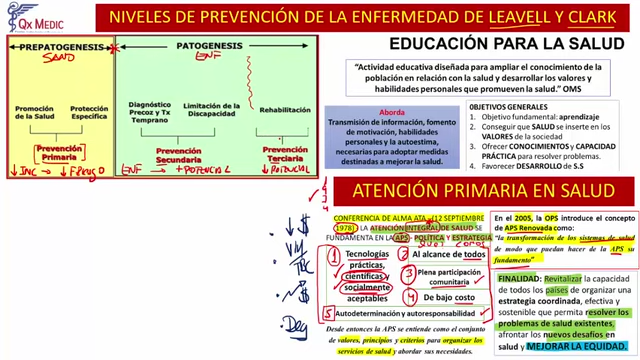 Qx MEDIC
NIVELES DE PREVENCIÓN DE LA ENFERMEDAD DE LEAVELL Y CLARK
PREPATOGENESIS
SANO
PATOGENESIS
ENF
Promoción de la Salud
Protección Específica
Diagnóstico Precoz y Tx Temprano
Limitación de la Discapacidad
Rehabilitación
Prevención Primaria
Prevención Secundaria
Prevención Terciaria
↓ INC → ↓
ENF → + POTENCIAL
↓ POTENCIAL
EDUCACIÓN PARA LA SALUD
“Actividad educativa diseñada para ampliar el conocimiento de la
población en relación con la salud y desarrollar los valores y
habilidades personales que promuevan la salud.” OMS
Aborda
Transmisión de información, fomento
de motivación, habilidades
personales y la autoestima,
necesarias para adoptar medidas
destinadas a mejorar la salud.
OBJETIVOS GENERALES
1. Objetivo fundamental: aprendizaje
2. Conseguir que SALUD se inserte en los
VALORES de la sociedad
3. Ofrecer CONOCIMIENTOS y CAPACIDAD
PRÁCTICA para resolver problemas.
4. Favorecer DESARROLLO de S.S
ATENCIÓN PRIMARIA EN SALUD
CONFERENCIA DE ALMA ATA (12 SEPTIEMBRE
1978) LA ATENCIÓN INTEGRAL DE SALUD SE
FUNDAMENTA EN LA APS - POLÍTICA Y ESTRATEGIA
1 Tecnologías
prácticas,
científicas y
socialmente
aceptables
2 Al alcance de todos
3 Plena participación
comunitaria
4 De bajo costo
5 Autodeterminación y autoresponsabilidad
Desde entonces la APS se entiende como el conjunto
de valores, principios y criterios para organizar los
servicios de salud y abordar sus necesidades.
En el 2005, la OPS introduce el concepto
de APS Renovada como:
“la transformación de los sistemas de salud
de modo que puedan hacer de la APS su
fundamento”
FINALIDAD: Revitalizar la capacidad
de todos los países de organizar una
estrategia coordinada, efectiva y
sostenible que permita resolver los
problemas de salud existentes,
afrontar los nuevos desafíos en
salud y MEJORAR LA EQUIDAD.
↓ $